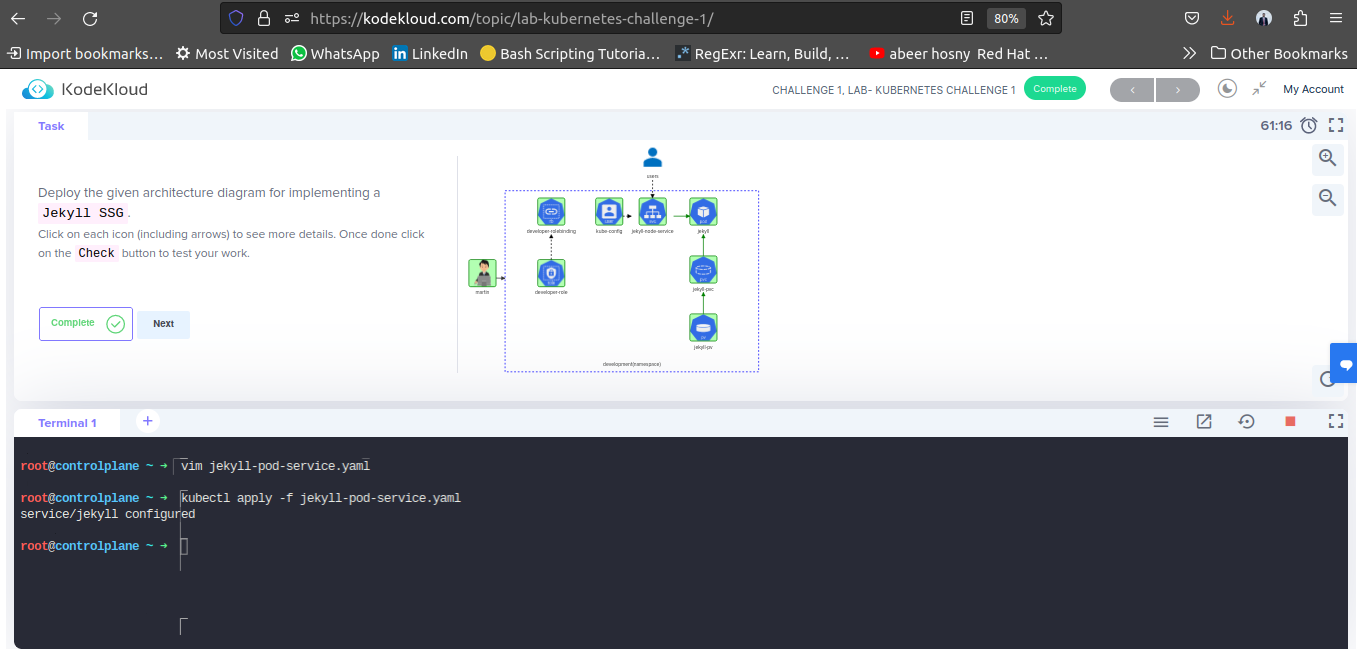 https://kodekloud.com/topic/lab-kubernetes-challenge-1/
80%
Import bookmarks…
Most Visited
WhatsApp
LinkedIn
Bash Scripting Tutoria…
RegExr: Learn, Build, …
abeer hosny Red Hat …
Other Bookmarks
KodeKloud
CHALLENGE 1, LAB- KUBERNETES CHALLENGE 1
Complete
My Account
Task
61:16
Deploy the given architecture diagram for implementing a
Jekyll SSG.
Click on each icon (including arrows) to see more details. Once done click
on the Check button to test your work.
Complete
Next
users
developer-rolebinding
kube-config
jekyll-node-service
jekyll
martin
developer-role
jekyll-pvc
jekyll-pv
development(namespace)
Terminal 1
+
root@controlplane ~ ➜ vim jekyll-pod-service.yaml
root@controlplane ~ ➜ kubectl apply -f jekyll-pod-service.yaml
service/jekyll configured
root@controlplane ~ ➜